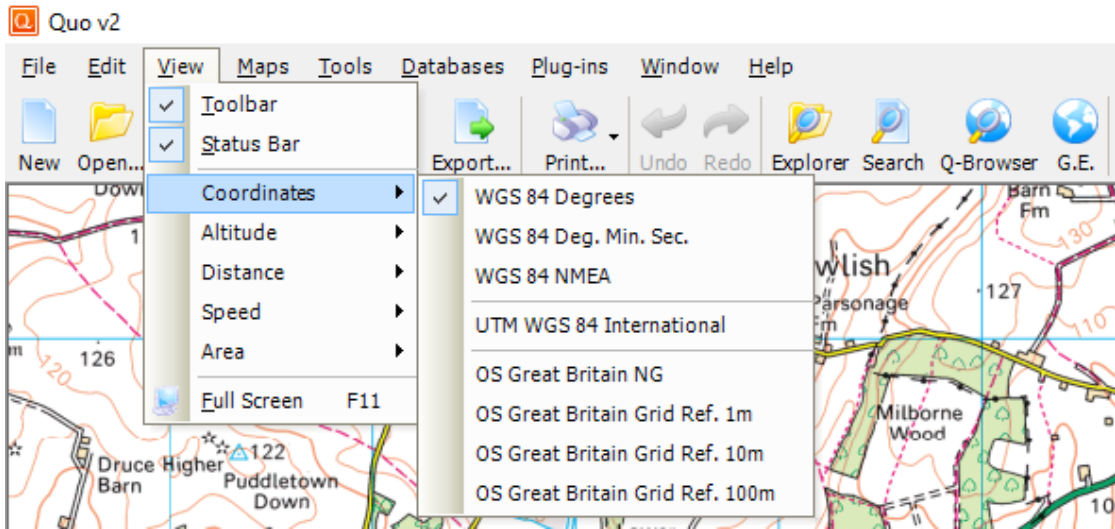 Quo v2
File Edit View Maps Tools Databases Plug-ins Window Help
Toolbar
Status Bar
New Open... Export... Print... Undo Redo Explorer Search Q-Browser G.E.
Coordinates
Altitude
Distance
Speed
Area
Full Screen F11
WGS 84 Degrees
WGS 84 Deg. Min. Sec.
WGS 84 NMEA
UTM WGS 84 International
OS Great Britain NG
OS Great Britain Grid Ref. 1m
OS Great Britain Grid Ref. 10m
OS Great Britain Grid Ref. 100m
Barn
Fm
130
wlish
Parsonage
127
110
126
120
Milborne
Wood
122
Druce Higher
Barn
Puddletown
Down
10